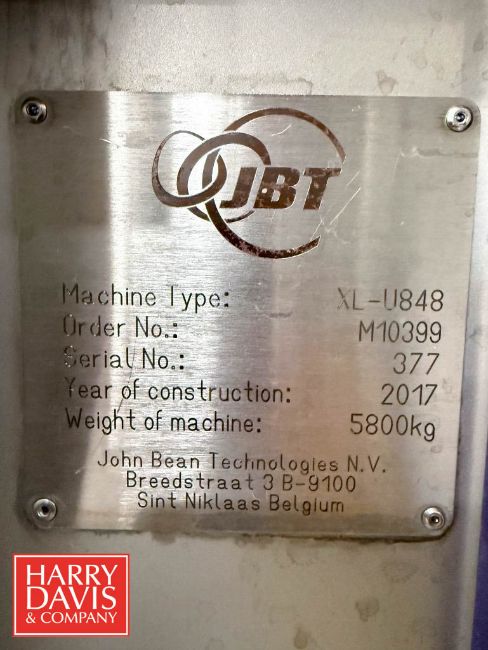 JBT
Machine Type: XL-U848
Order No.: M10399
Serial No.: 377
Year of construction: 2017
Weight of machine: 5800kg
John Bean Technologies N.V.
Breedstraat 3 B-9100
Sint Niklaas Belgium
HARRY
DAVIS
& COMPANY